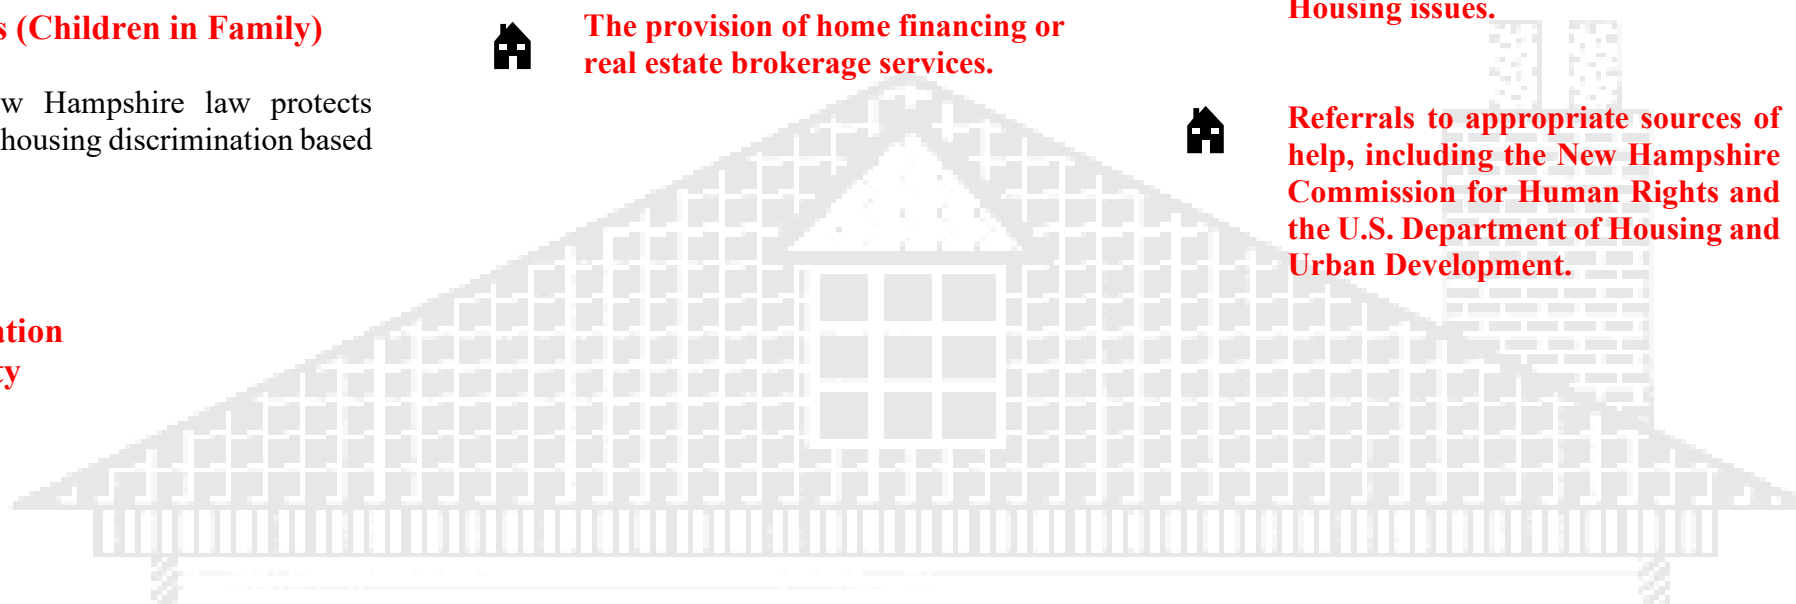 s (Children in Family)
w Hampshire law protects
housing discrimination based
ation
ty
The provision of home financing or
real estate brokerage services.
Housing issues.
Referrals to appropriate sources of
help, including the New Hampshire
Commission for Human Rights and
the U.S. Department of Housing and
Urban Development.